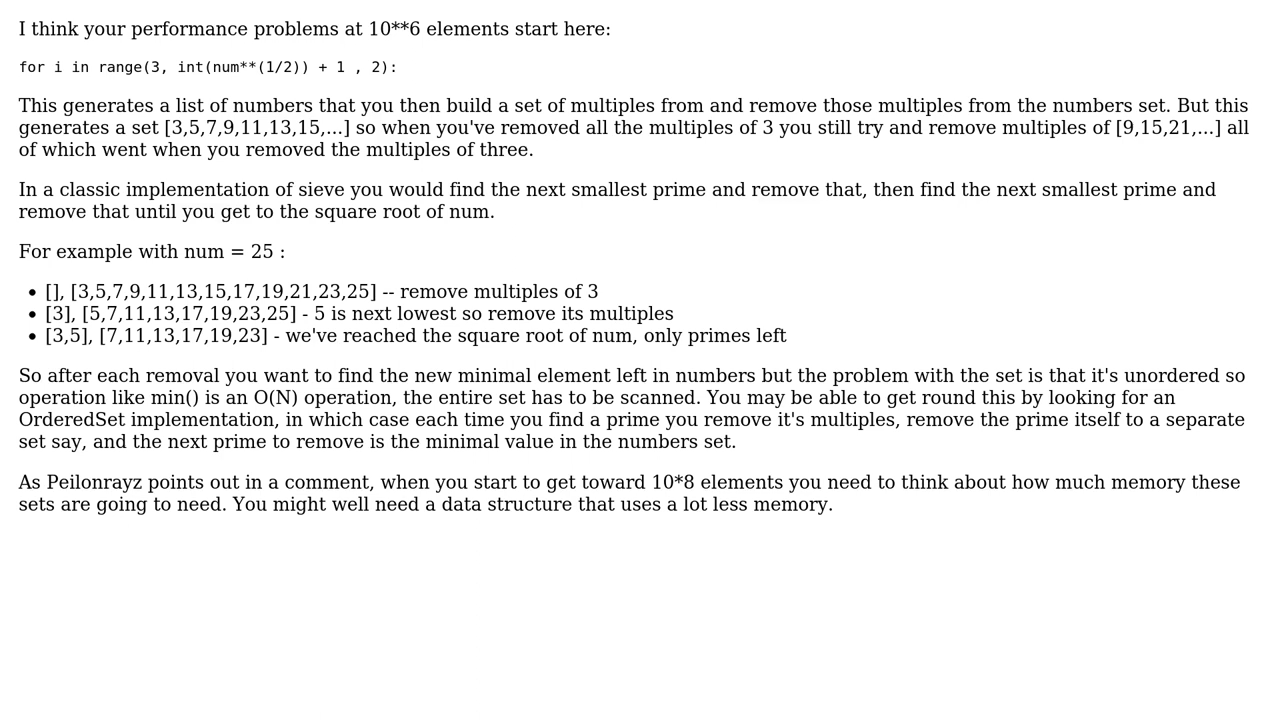 I think your performance problems at 10**6 elements start here:
for i in range(3, int(num**(1/2)) + 1 , 2):
This generates a list of numbers that you then build a set of multiples from and remove those multiples from the numbers set. But this
generates a set [3,5,7,9,11,13,15,...] so when you've removed all the multiples of 3 you still try and remove multiples of [9,15,21,...] all
of which went when you removed the multiples of three.
In a classic implementation of sieve you would find the next smallest prime and remove that, then find the next smallest prime and
remove that until you get to the square root of num.
For example with num = 25 :
• [], [3,5,7,9,11,13,15,17,19,21,23,25] -- remove multiples of 3
• [3], [5,7,11,13,17,19,23,25] - 5 is next lowest so remove its multiples
• [3,5], [7,11,13,17,19,23] - we've reached the square root of num, only primes left
So after each removal you want to find the new minimal element left in numbers but the problem with the set is that it's unordered so
operation like min() is an O(N) operation, the entire set has to be scanned. You may be able to get round this by looking for an
OrderedSet implementation, in which case each time you find a prime you remove it's multiples, remove the prime itself to a separate
set say, and the next prime to remove is the minimal value in the numbers set.
As Peilonrayz points out in a comment, when you start to get toward 10*8 elements you need to think about how much memory these
sets are going to need. You might well need a data structure that uses a lot less memory.